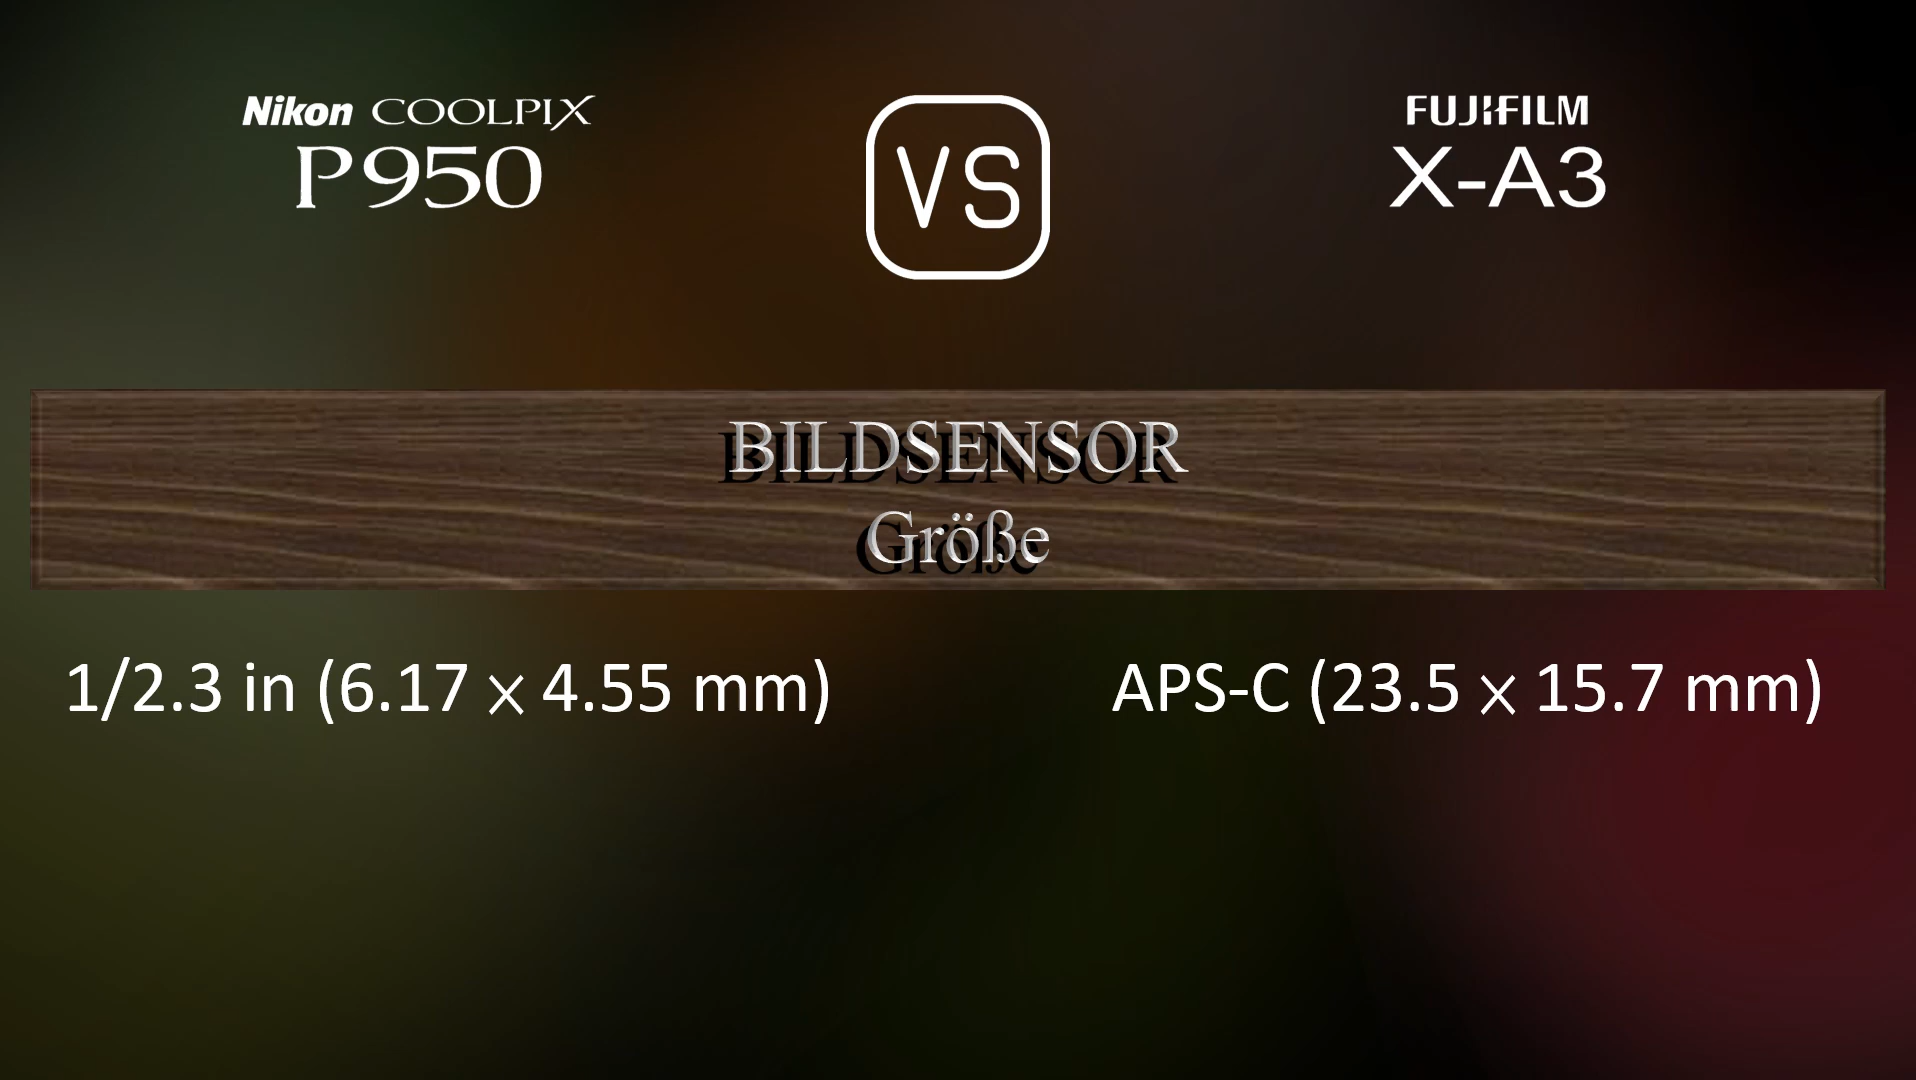 Nikon COOLPIX
P950
VS
FUJIFILM
X-A3
BILDSENSOR
Größe
1/2.3 in (6.17 x 4.55 mm)
APS-C (23.5 x 15.7 mm)